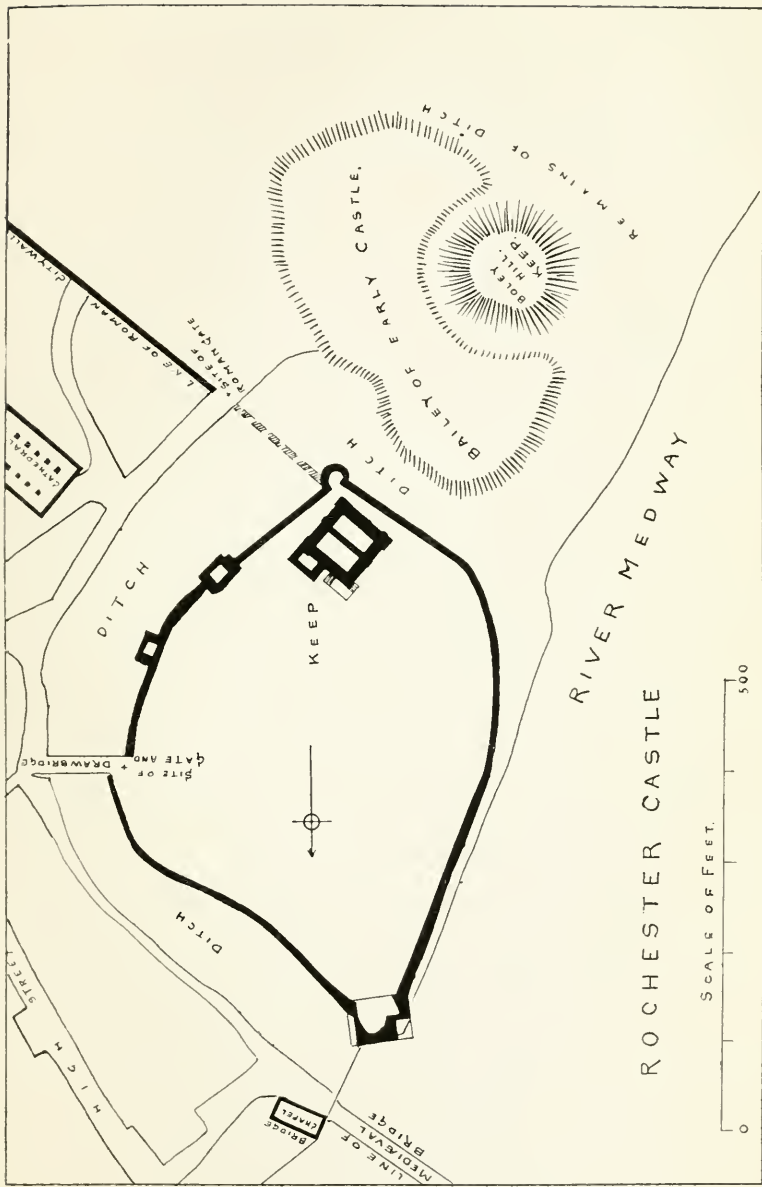 CITY WALL
LINE OF ROMAN
+ SITE OF
ROMAN GATE
CATHEDRAL
REMAINS OF DITCH
BAILEY OF EARLY CASTLE.
BOLEY
HILL.
KEEP.
DITCH
DITCH
KEEP
SITE OF
GATE AND
+ DRAWBRIDGE
DITCH
HIGH
STREET
BRIDGE
CHAPEL
LINE OF
MEDIÆVAL
BRIDGE
RIVER MEDWAY
ROCHESTER CASTLE
SCALE OF FEET.
0
500